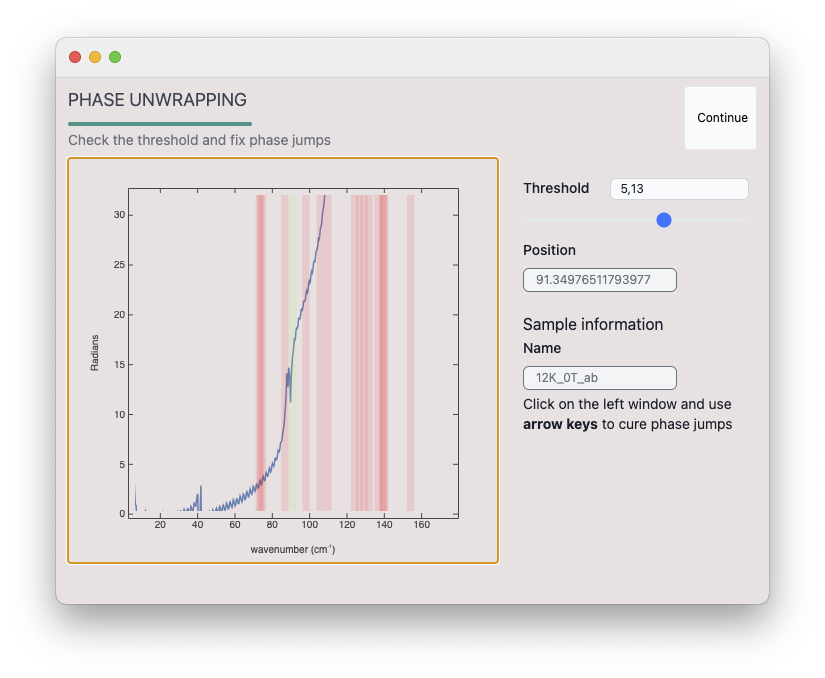 PHASE UNWRAPPING
Check the threshold and fix phase jumps
Continue
30
25
20
15
10
5
0
Radians
20 40 60 80 100 120 140 160
wavenumber (cm⁻¹)
Threshold 5,13
Position
91.34976511793977
Sample information
Name
12K_0T_ab
Click on the left window and use
arrow keys to cure phase jumps